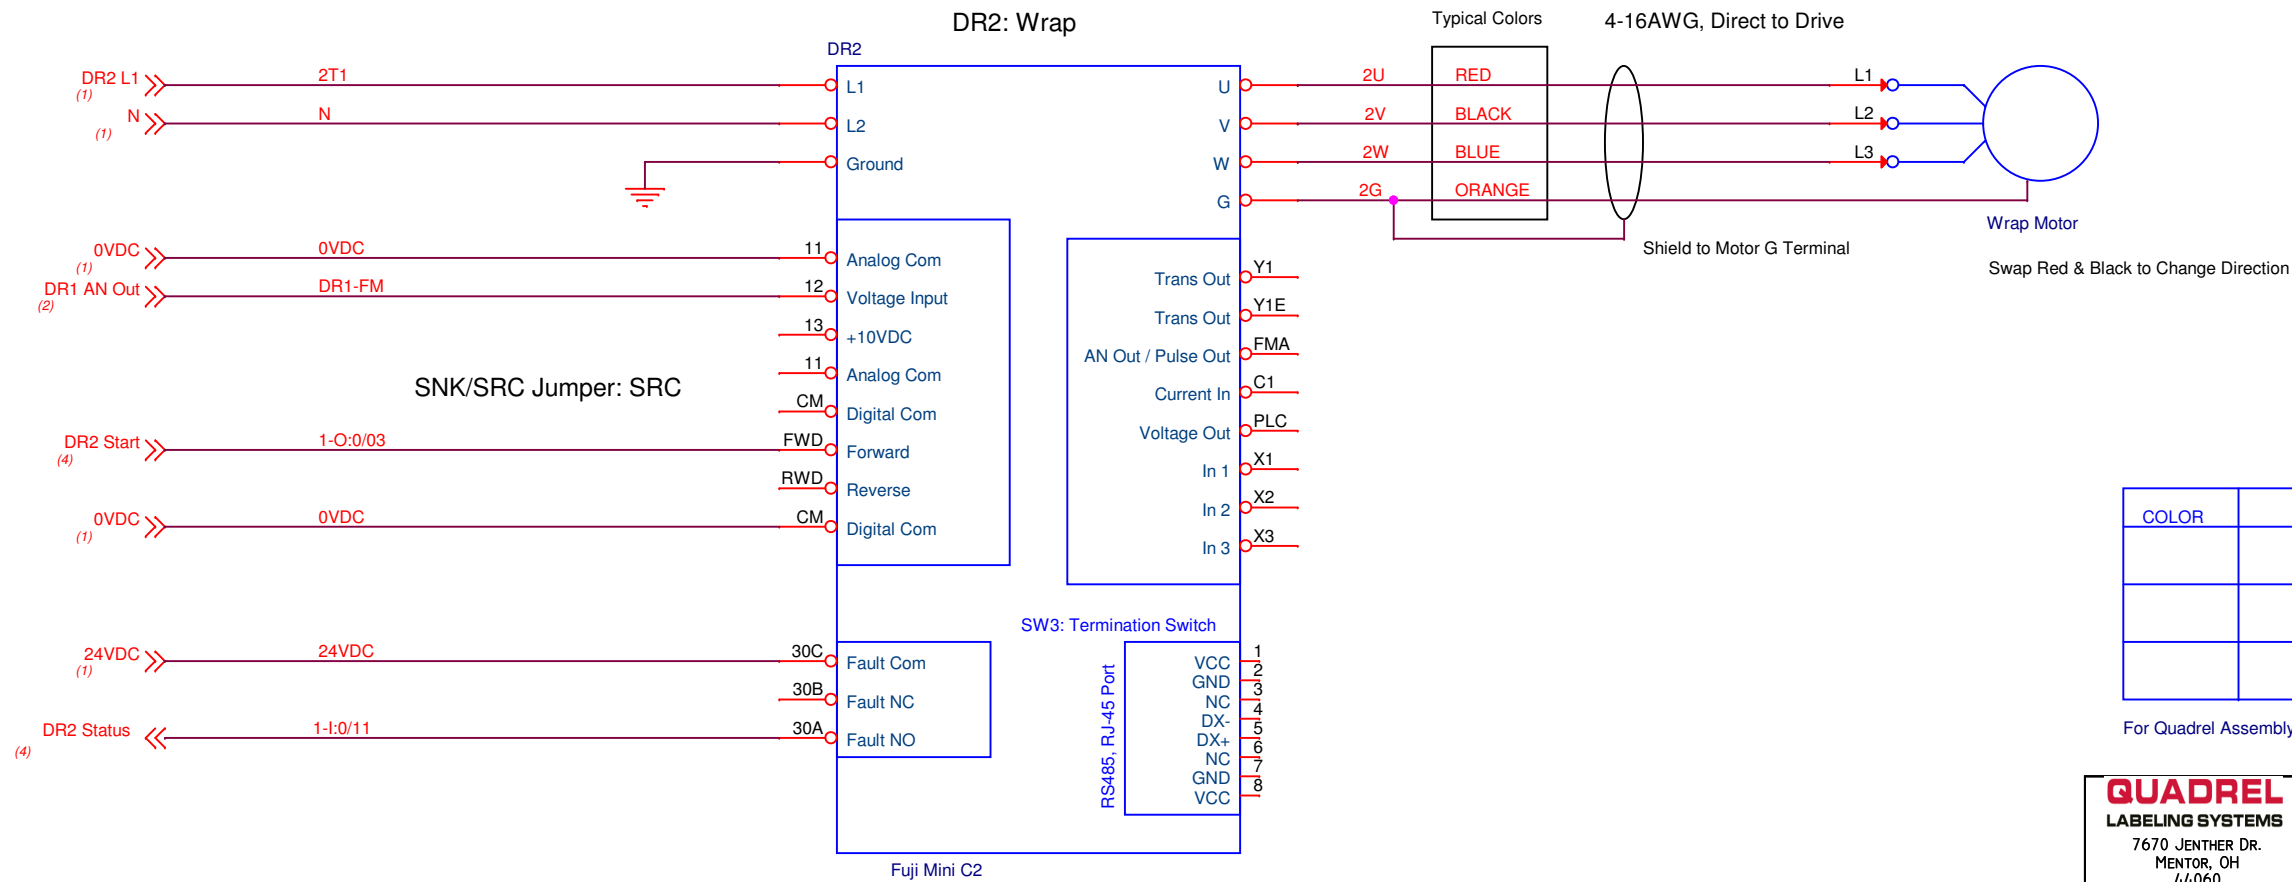 DR2: Wrap
Typical Colors
4-16AWG, Direct to Drive
DR2
DR2 L1
(1)
2T1
L1
U
2U
RED
L1
N
(1)
N
L2
V
2V
BLACK
L2
Ground
W
2W
BLUE
L3
G
2G
ORANGE
Wrap Motor
Shield to Motor G Terminal
Swap Red & Black to Change Direction
0VDC
(1)
0VDC
11
Analog Com
DR1 AN Out
(2)
DR1-FM
12
Voltage Input
13
+10VDC
11
Analog Com
SNK/SRC Jumper: SRC
CM
Digital Com
DR2 Start
(4)
1-O:0/03
FWD
Forward
RWD
Reverse
0VDC
(1)
0VDC
CM
Digital Com
Trans Out
Y1
Trans Out
Y1E
AN Out / Pulse Out
FMA
Current In
C1
Voltage Out
PLC
In 1
X1
In 2
X2
In 3
X3
COLOR
24VDC
(1)
24VDC
30C
Fault Com
30B
Fault NC
DR2 Status
(4)
1-I:0/11
30A
Fault NO
SW3: Termination Switch
RS485, RJ-45 Port
VCC
1
GND
2
NC
3
DX-
4
DX+
5
NC
6
GND
7
VCC
8
Fuji Mini C2
For Quadrel Assembly
QUADREL
LABELING SYSTEMS
7670 JENTHER DR.
MENTOR, OH
44060